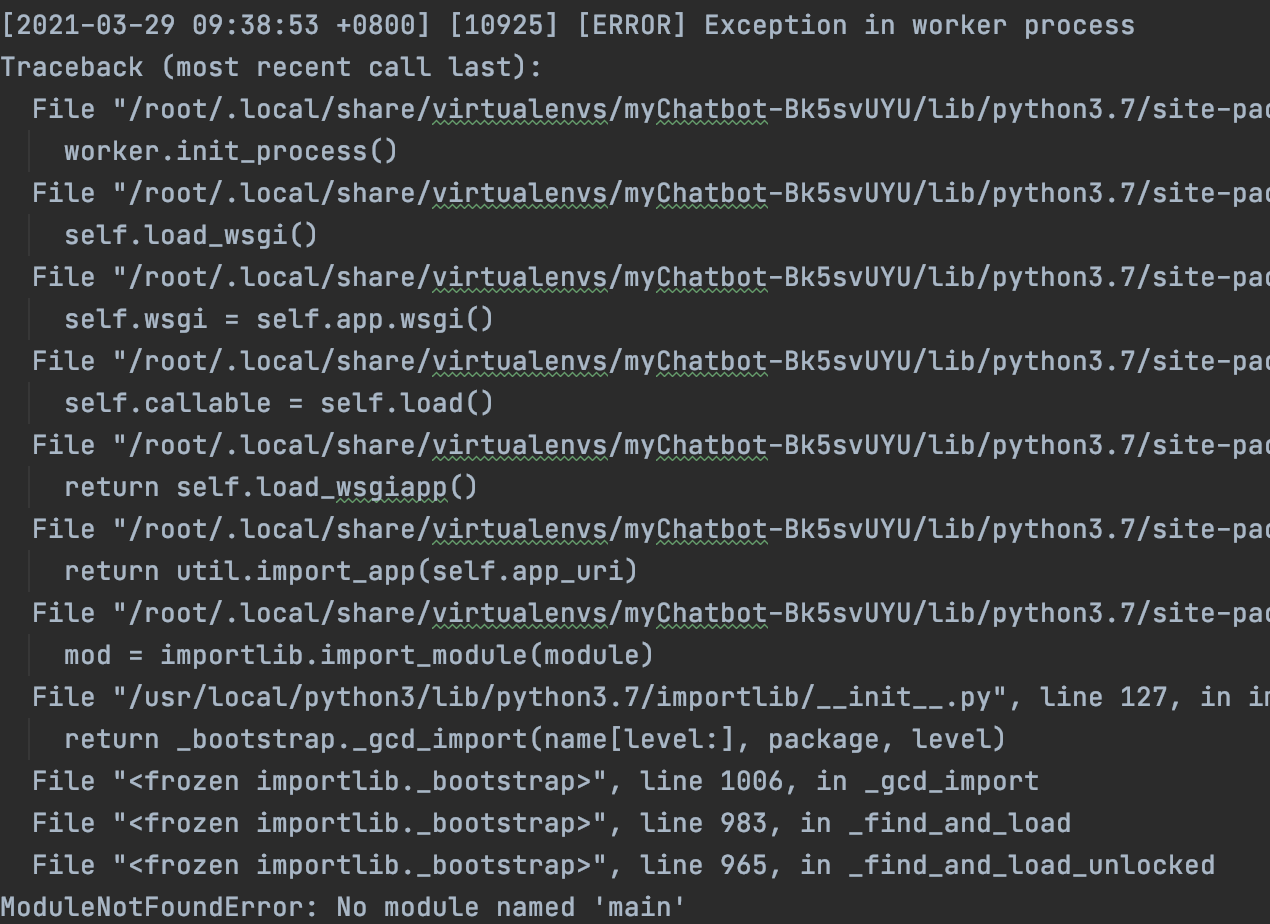 [2021-03-29 09:38:53 +0800] [10925] [ERROR] Exception in worker process
Traceback (most recent call last):
  File "/root/.local/share/virtualenvs/myChatbot-Bk5svUYU/lib/python3.7/site-pac
    worker.init_process()
  File "/root/.local/share/virtualenvs/myChatbot-Bk5svUYU/lib/python3.7/site-pac
    self.load_wsgi()
  File "/root/.local/share/virtualenvs/myChatbot-Bk5svUYU/lib/python3.7/site-pac
    self.wsgi = self.app.wsgi()
  File "/root/.local/share/virtualenvs/myChatbot-Bk5svUYU/lib/python3.7/site-pac
    self.callable = self.load()
  File "/root/.local/share/virtualenvs/myChatbot-Bk5svUYU/lib/python3.7/site-pac
    return self.load_wsgiapp()
  File "/root/.local/share/virtualenvs/myChatbot-Bk5svUYU/lib/python3.7/site-pac
    return util.import_app(self.app_uri)
  File "/root/.local/share/virtualenvs/myChatbot-Bk5svUYU/lib/python3.7/site-pac
    mod = importlib.import_module(module)
  File "/usr/local/python3/lib/python3.7/importlib/__init__.py", line 127, in im
    return _bootstrap._gcd_import(name[level:], package, level)
  File "<frozen importlib._bootstrap>", line 1006, in _gcd_import
  File "<frozen importlib._bootstrap>", line 983, in _find_and_load
  File "<frozen importlib._bootstrap>", line 965, in _find_and_load_unlocked
ModuleNotFoundError: No module named 'main'